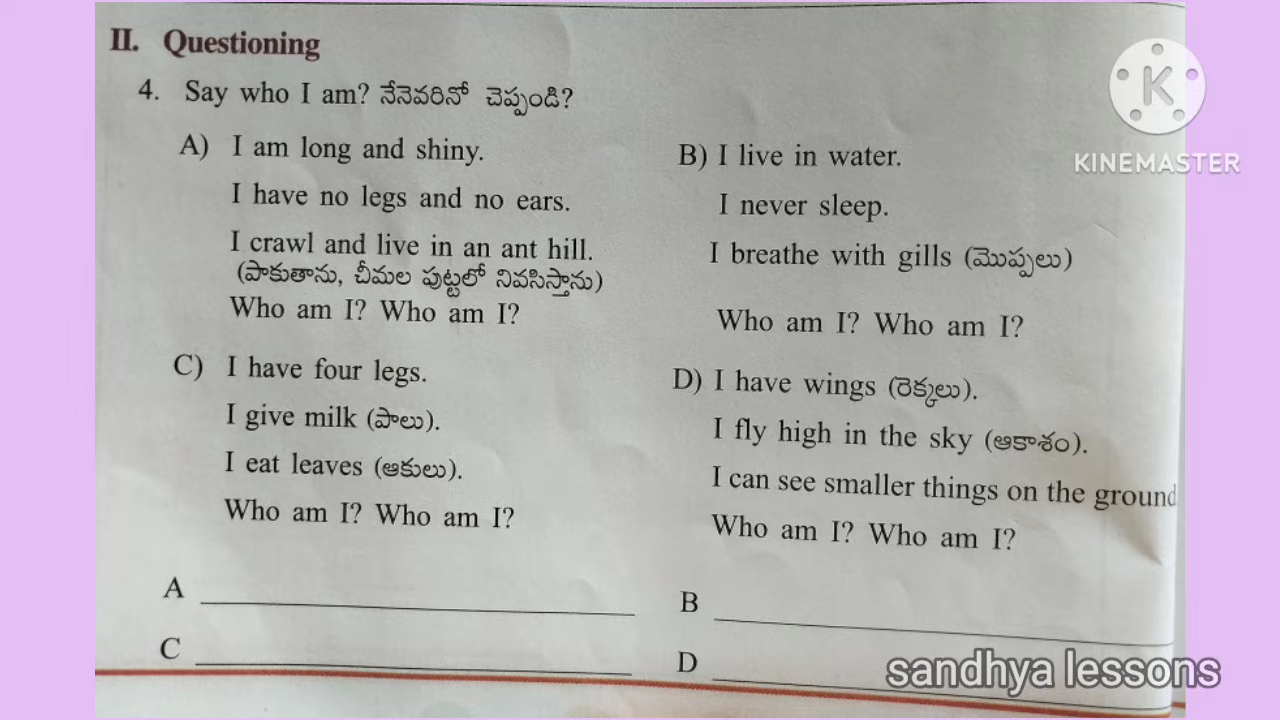 II. Questioning
4. Say who I am? నేనెవరినో చెప్పండి?
A) I am long and shiny.
I have no legs and no ears.
I crawl and live in an ant hill.
(పాకుతాను, చీమల పుట్టలో నివసిస్తాను)
Who am I? Who am I?
B) I live in water.
I never sleep.
I breathe with gills (మొప్పలు)
Who am I? Who am I?
C) I have four legs.
I give milk (పాలు).
I eat leaves (ఆకులు).
Who am I? Who am I?
D) I have wings (రెక్కలు).
I fly high in the sky (ఆకాశం).
I can see smaller things on the ground
Who am I? Who am I?
A
B
C
D
K
KINEMASTER
sandhya lessons